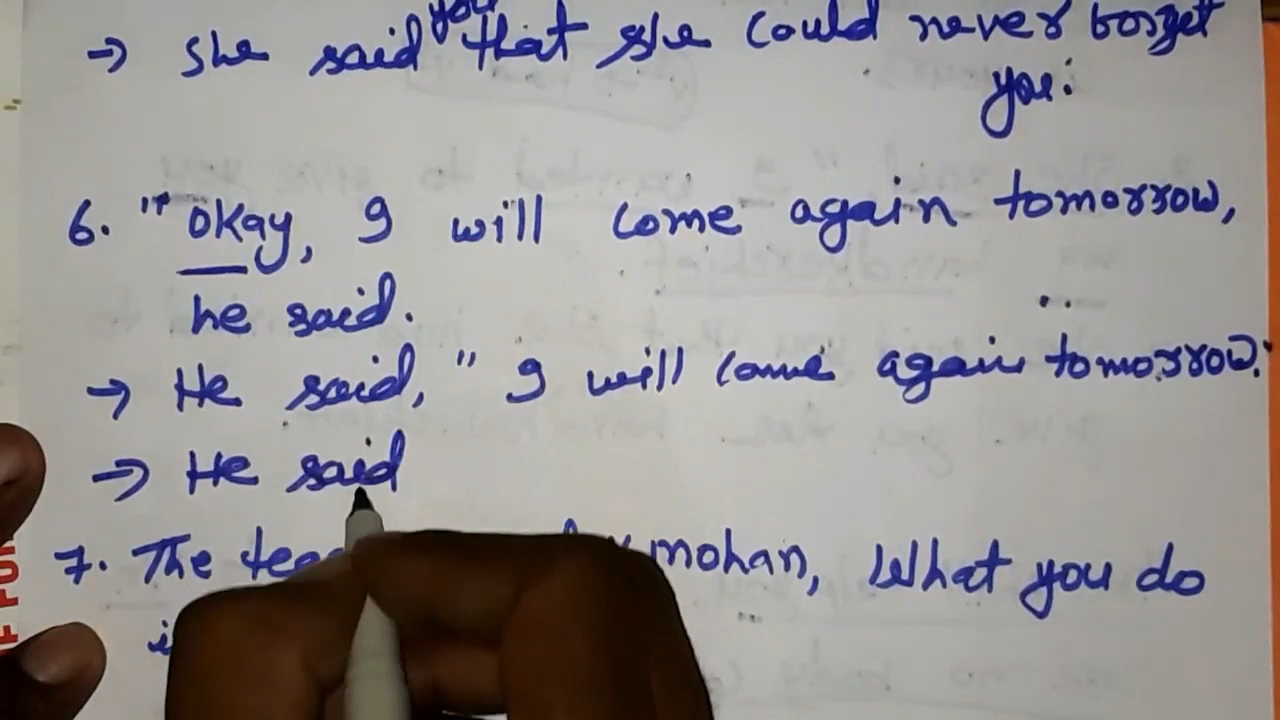 you
→ She said that she could never forget
you.
6. "Okay, I will come again tomorrow,
he said.
→ He said, " I will come again tomorrow.
→ He said
7. The mohan, What you do